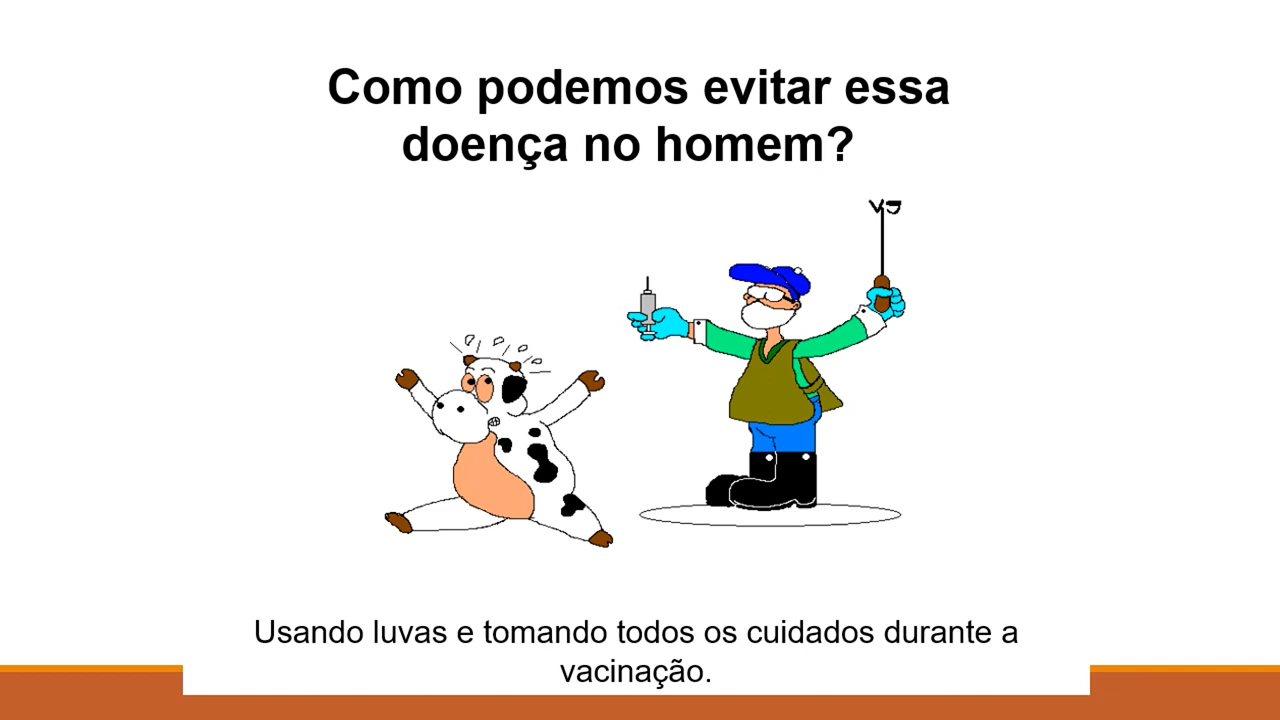 Como podemos evitar essa
doença no homem?
Usando luvas e tomando todos os cuidados durante a
vacinação.